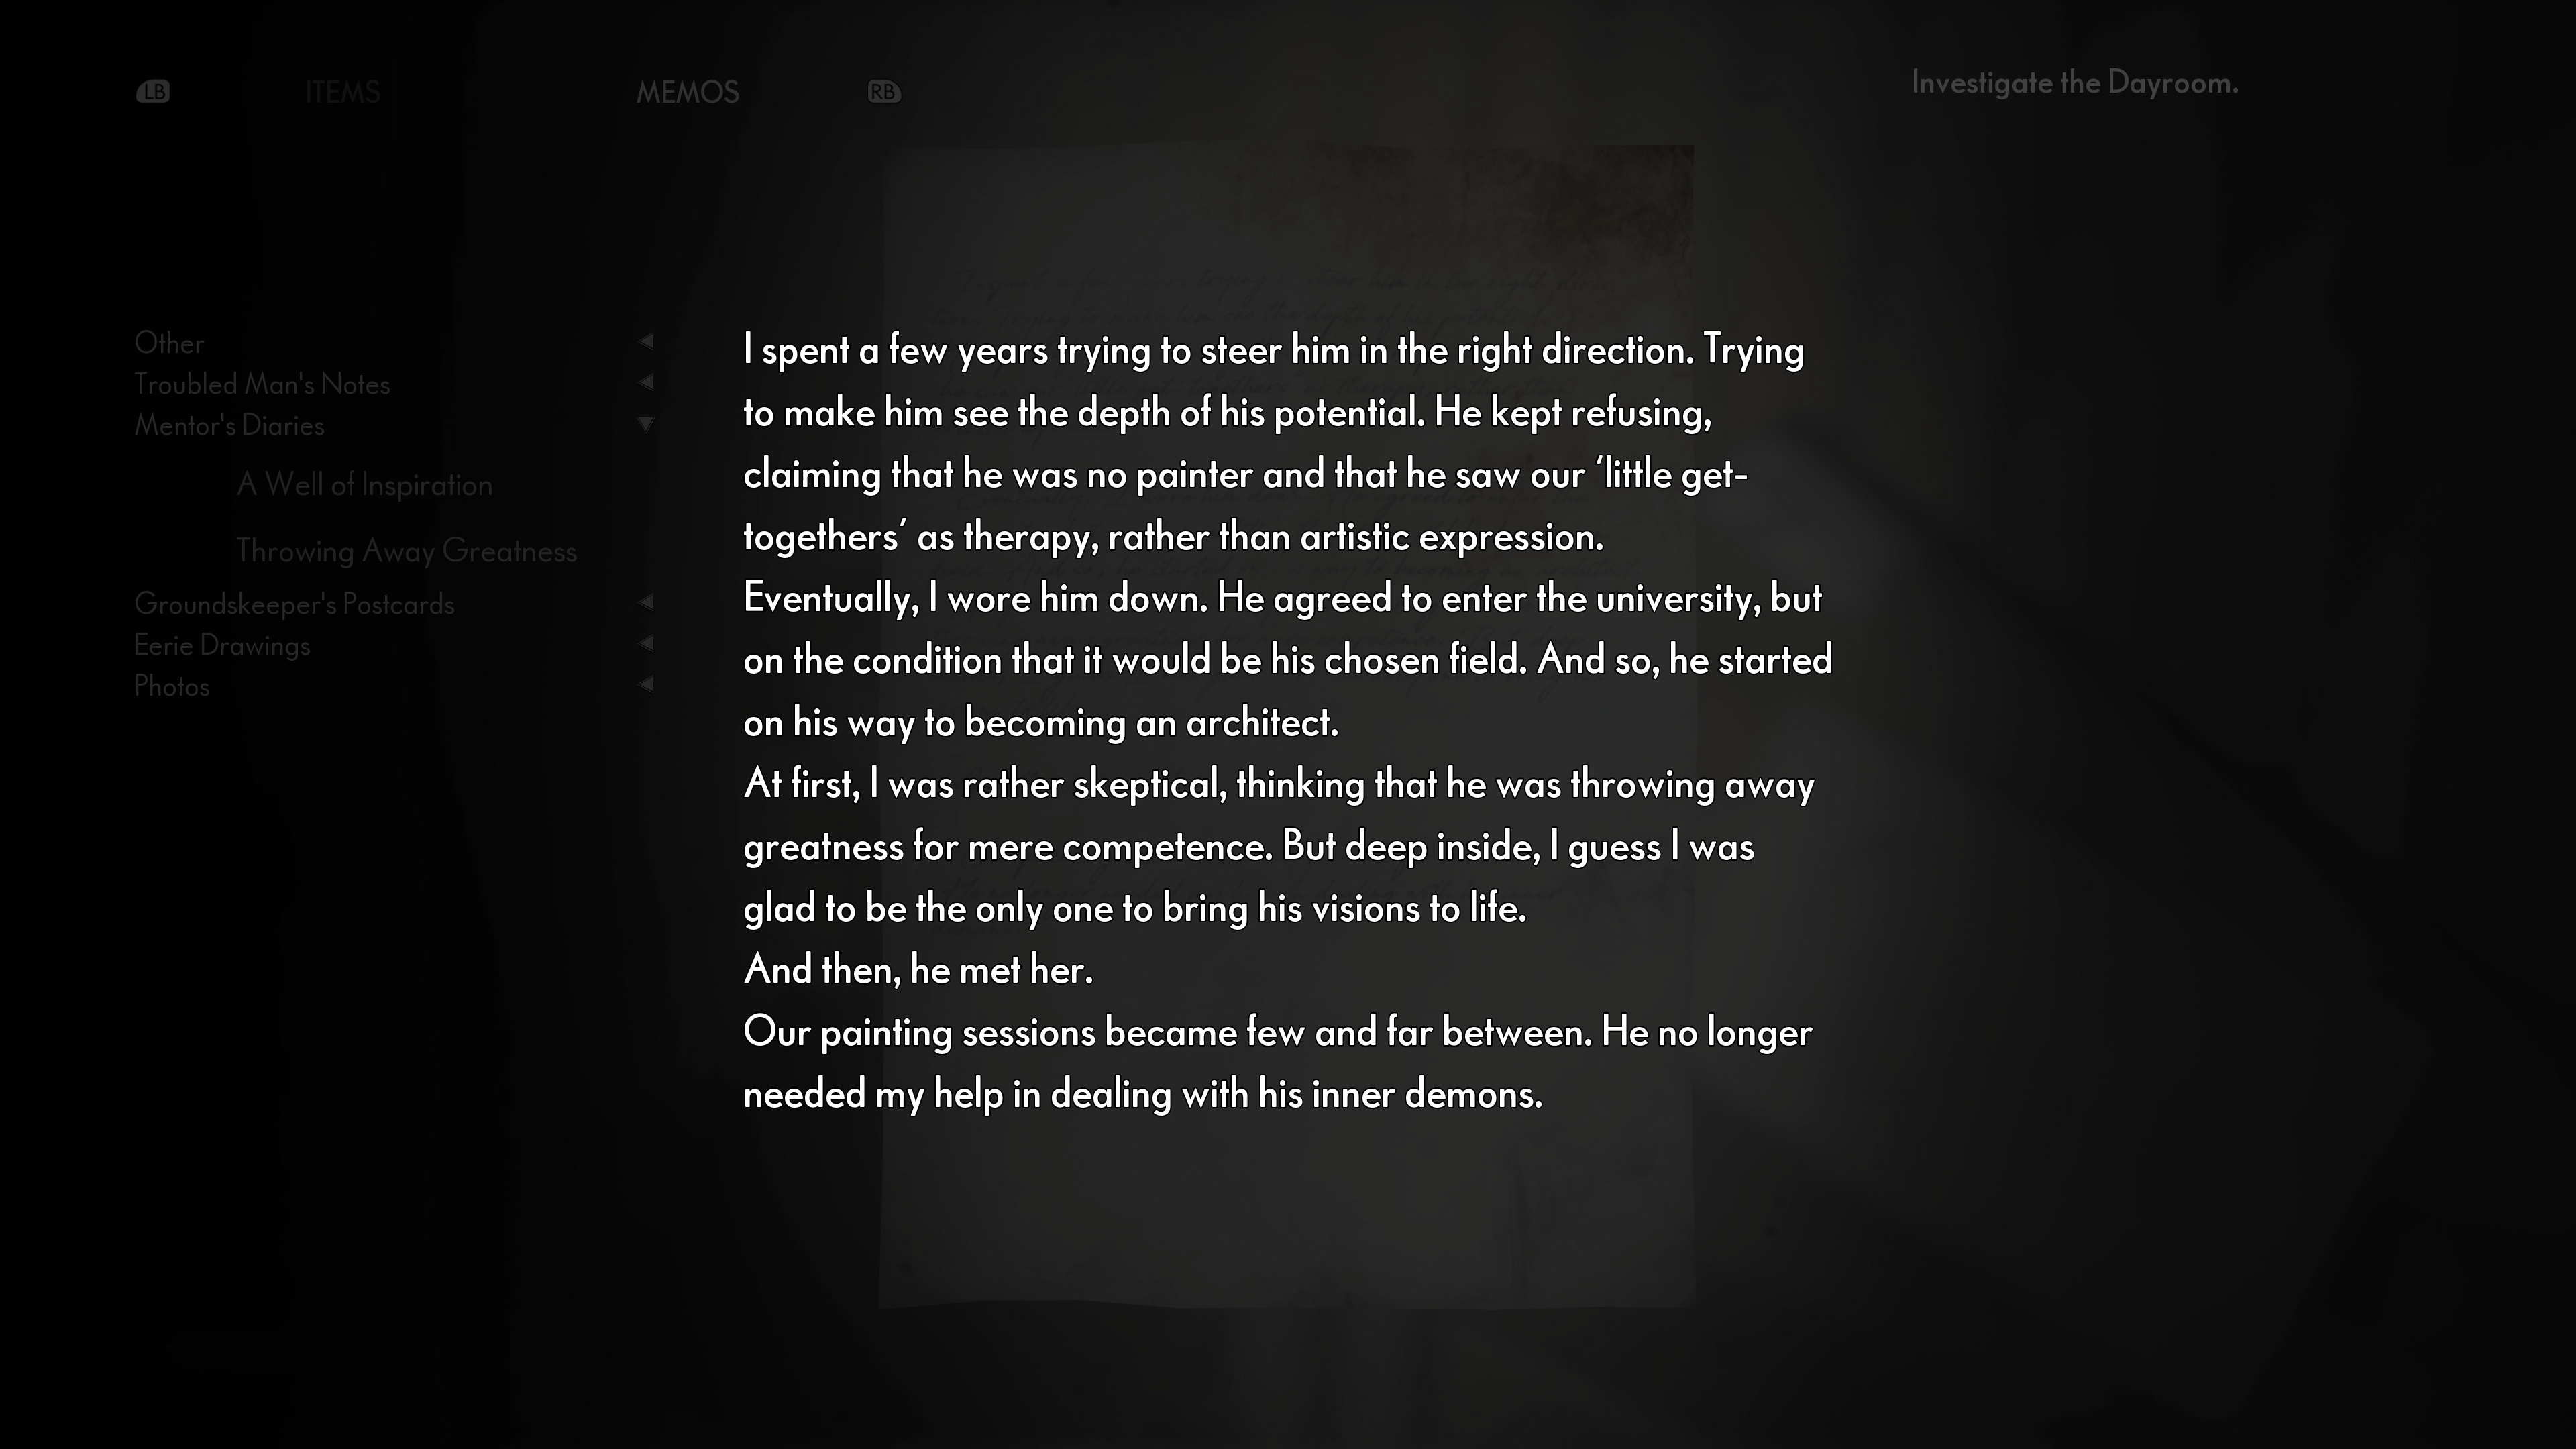 LB ITEMS MEMOS RB
Investigate the Dayroom.
Other
Troubled Man's Notes
Mentor's Diaries
A Well of Inspiration
Throwing Away Greatness
Groundskeeper's Postcards
Eerie Drawings
Photos
I spent a few years trying to steer him in the right direction. Trying
to make him see the depth of his potential. He kept refusing,
claiming that he was no painter and that he saw our ‘little get-
togethers’ as therapy, rather than artistic expression.
Eventually, I wore him down. He agreed to enter the university, but
on the condition that it would be his chosen field. And so, he started
on his way to becoming an architect.
At first, I was rather skeptical, thinking that he was throwing away
greatness for mere competence. But deep inside, I guess I was
glad to be the only one to bring his visions to life.
And then, he met her.
Our painting sessions became few and far between. He no longer
needed my help in dealing with his inner demons.